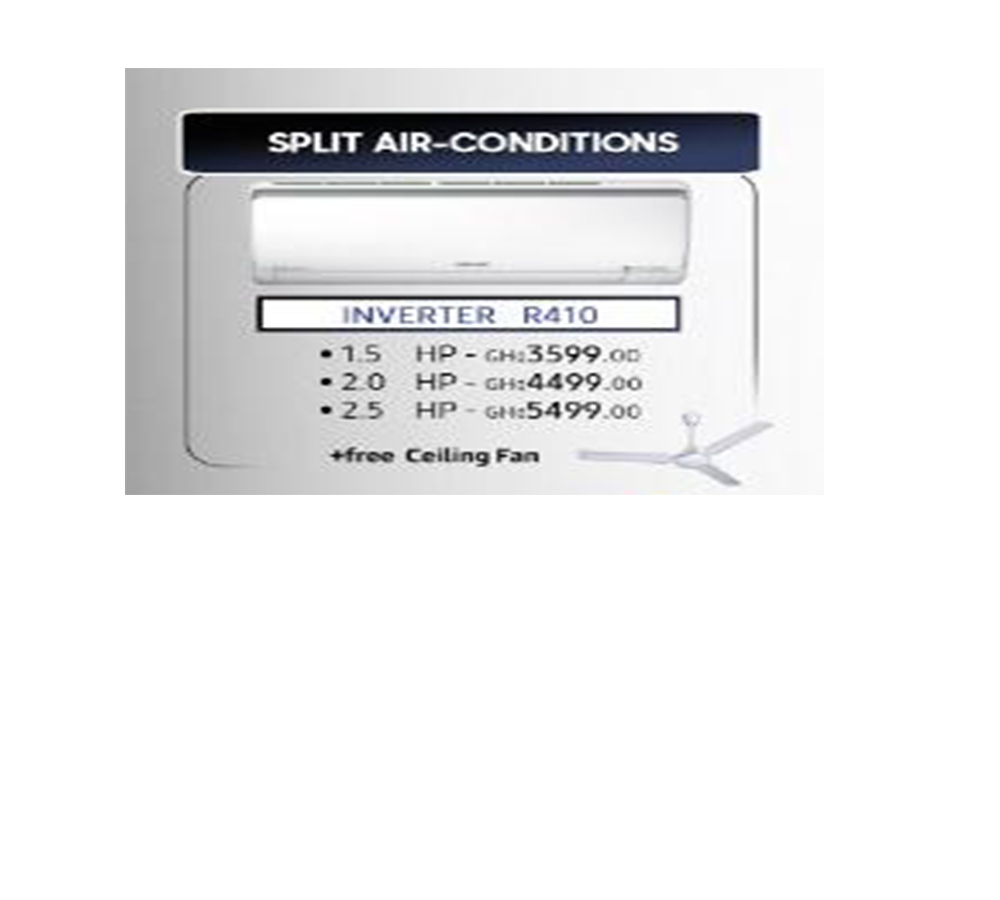 SPLIT AIR-CONDITIONS
INVERTER R410
• 1.5 HP - GH¢3599.00
• 2.0 HP - GH¢4499.00
• 2.5 HP - GH¢5499.00
+free Ceiling Fan